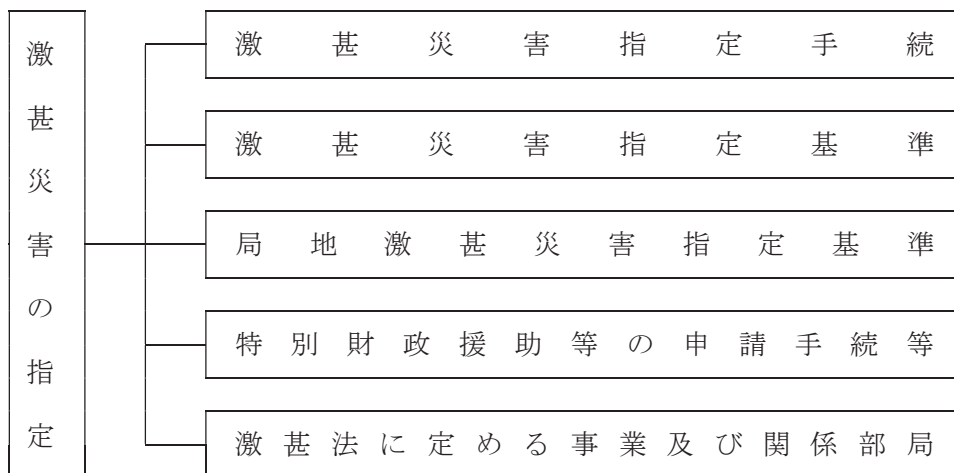 激甚災害の指定
激甚災害指定手続
激甚災害指定基準
局地激甚災害指定基準
特別財政援助等の申請手続等
激甚法に定める事業及び関係部局